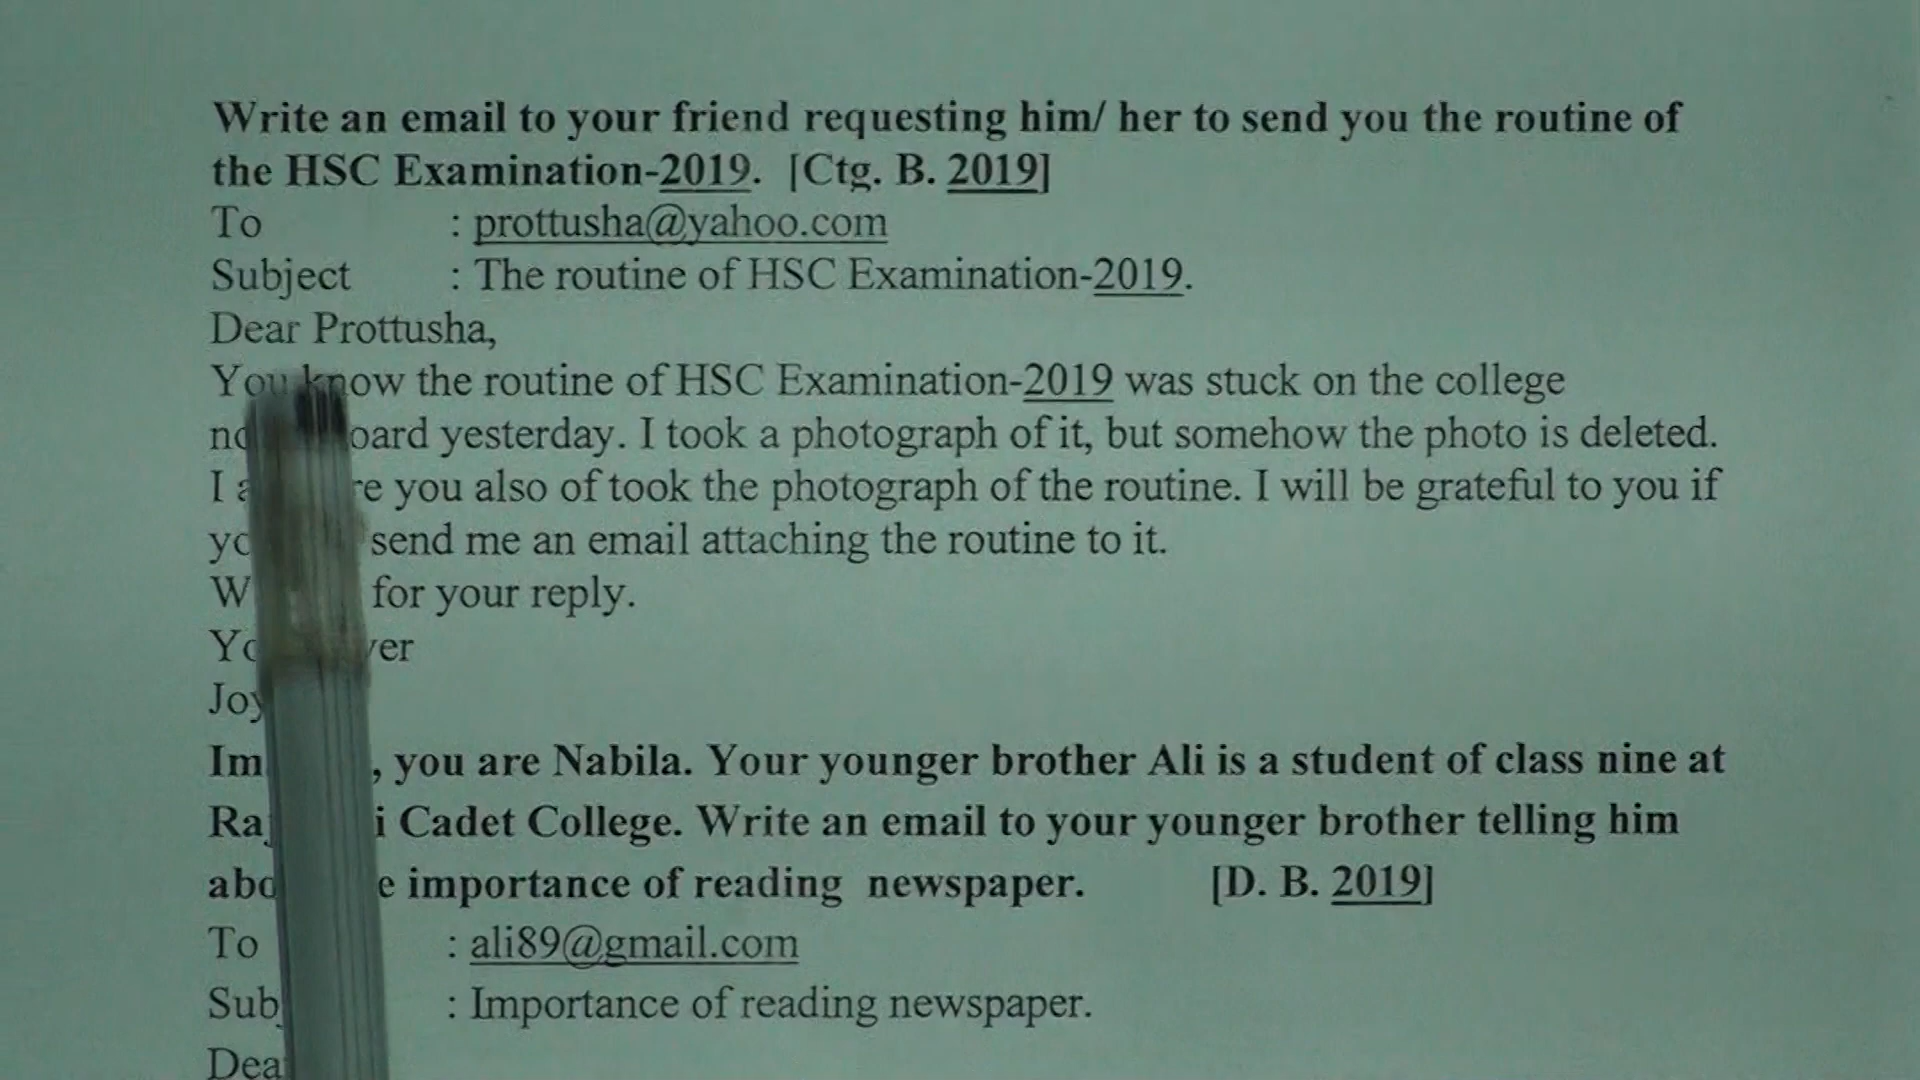 Write an email to your friend requesting him/ her to send you the routine of
the HSC Examination-2019. [Ctg. B. 2019]
To : prottusha@yahoo.com
Subject : The routine of HSC Examination-2019.
Dear Prottusha,
You know the routine of HSC Examination-2019 was stuck on the college
yesterday. I took a photograph of it, but somehow the photo is deleted.
I you also of took the photograph of the routine. I will be grateful to you if
send me an email attaching the routine to it.
for your reply.
Joy
, you are Nabila. Your younger brother Ali is a student of class nine at
Cadet College. Write an email to your younger brother telling him
importance of reading newspaper. [D. B. 2019]
To : ali89@gmail.com
: Importance of reading newspaper.